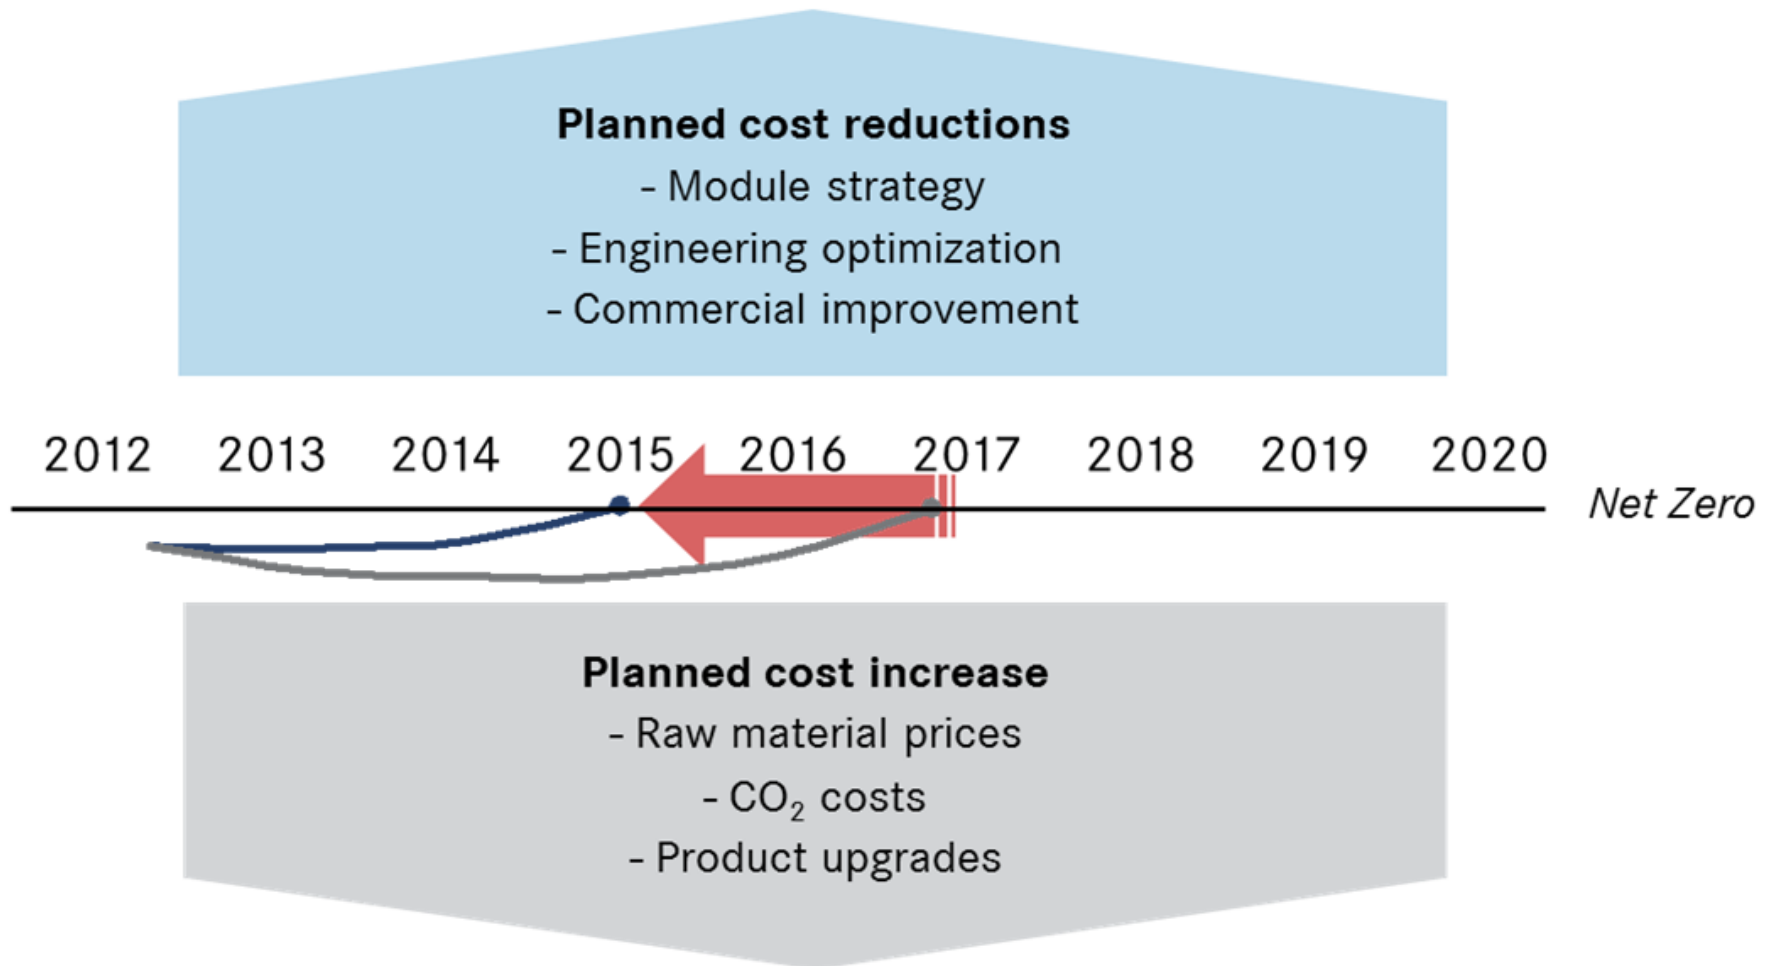 Planned cost reductions
- Module strategy
- Engineering optimization
- Commercial improvement
2012 2013 2014 2015 2016 2017 2018 2019 2020
Net Zero
Planned cost increase
- Raw material prices
- CO₂ costs
- Product upgrades